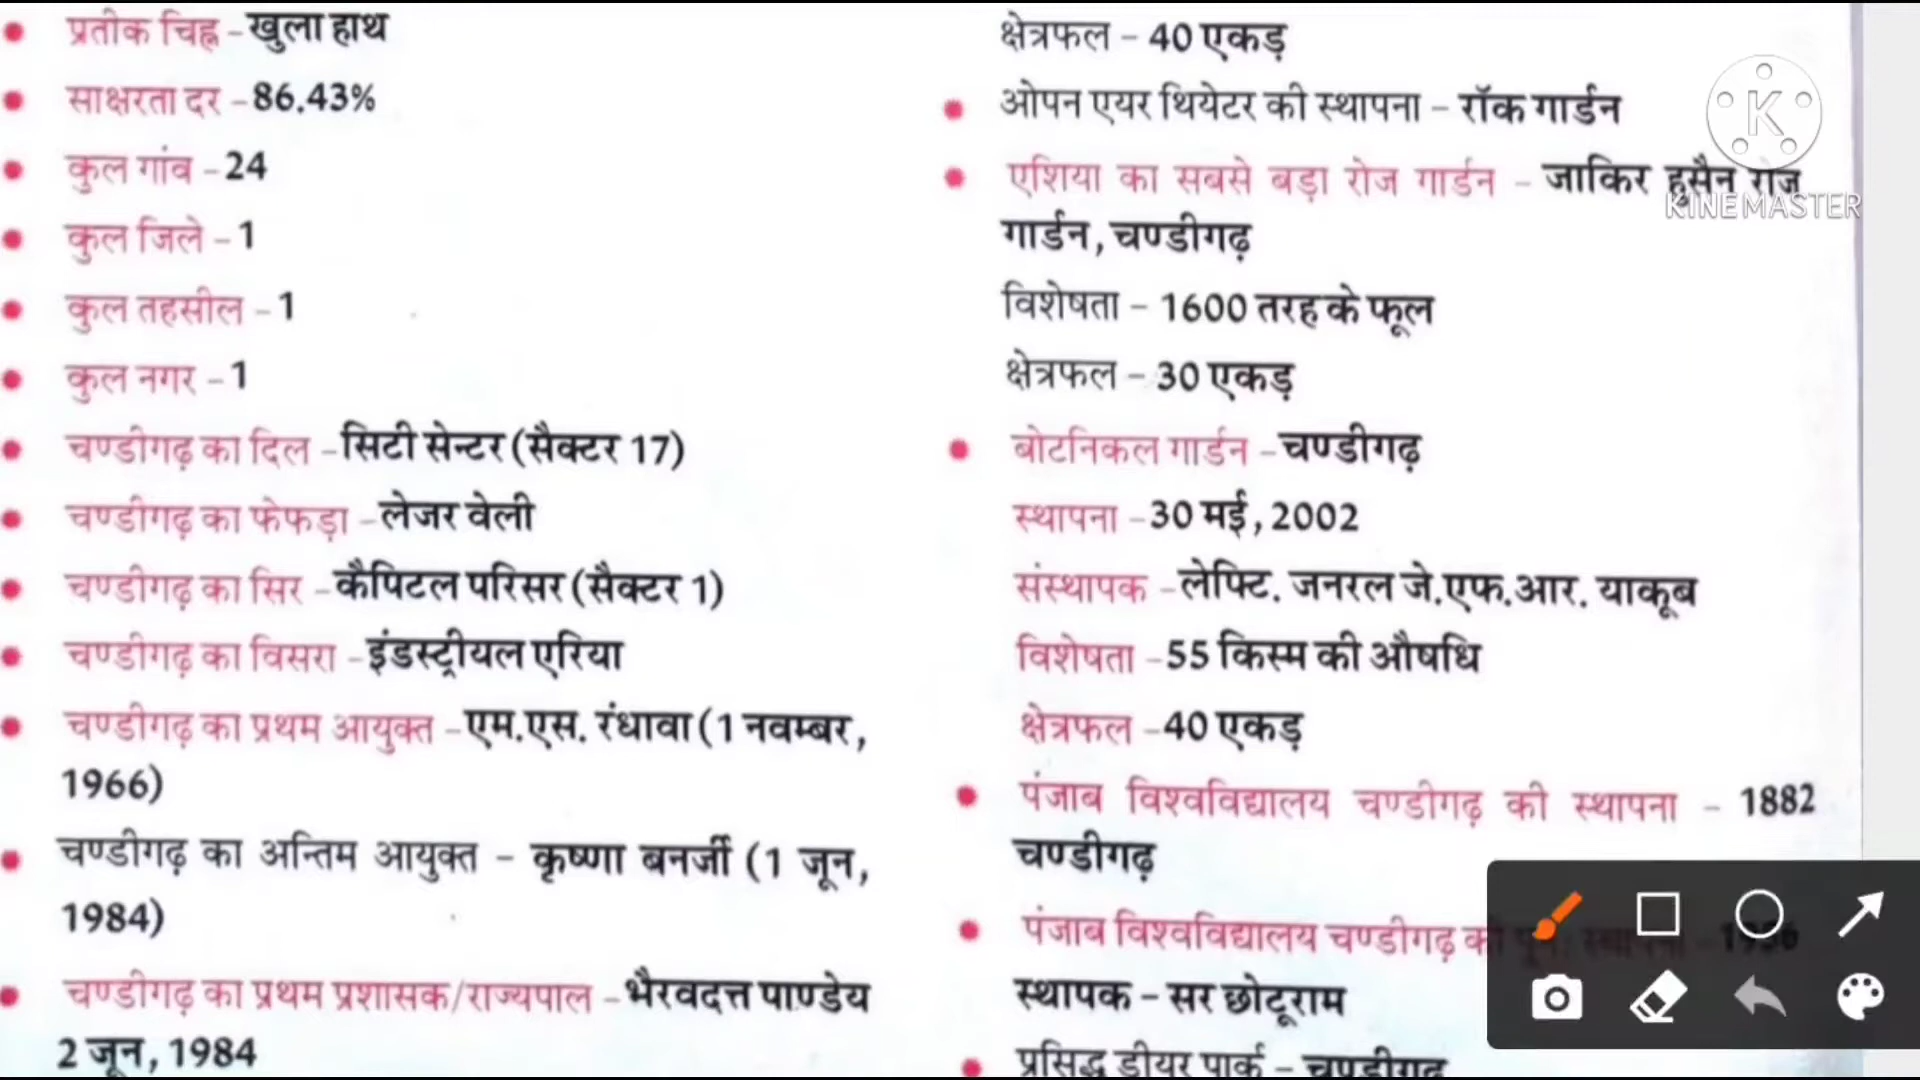 प्रतीक चिह्न – खुला हाथ
साक्षरता दर – 86.43%
कुल गांव – 24
कुल जिले – 1
कुल तहसील – 1
कुल नगर – 1
चण्डीगढ़ का दिल – सिटी सेन्टर (सैक्टर 17)
चण्डीगढ़ का फेफड़ा – लेजर वेली
चण्डीगढ़ का सिर – कैपिटल परिसर (सैक्टर 1)
चण्डीगढ़ का विसरा – इंडस्ट्रीयल एरिया
चण्डीगढ़ का प्रथम आयुक्त – एम.एस. रंधावा (1 नवम्बर,
1966)
चण्डीगढ़ का अन्तिम आयुक्त – कृष्णा बनर्जी (1 जून,
1984)
चण्डीगढ़ का प्रथम प्रशासक/राज्यपाल – भैरवदत्त पाण्डेय
2 जून, 1984
क्षेत्रफल – 40 एकड़
ओपन एयर थियेटर की स्थापना – रॉक गार्डन
एशिया का सबसे बड़ा रोज गार्डन – जाकिर हुसैन रोज
गार्डन, चण्डीगढ़
विशेषता – 1600 तरह के फूल
क्षेत्रफल – 30 एकड़
बोटनिकल गार्डन – चण्डीगढ़
स्थापना – 30 मई, 2002
संस्थापक – लेफ्टि. जनरल जे.एफ.आर. याकूब
विशेषता – 55 किस्म की औषधि
क्षेत्रफल – 40 एकड़
पंजाब विश्वविद्यालय चण्डीगढ़ की स्थापना – 1882
चण्डीगढ़
पंजाब विश्वविद्यालय चण्डीगढ़ की स्थापना –
स्थापक – सर छोटूराम
प्रसिद्ध डीयर पार्क – चण्डीगढ़
K
KINEMASTER